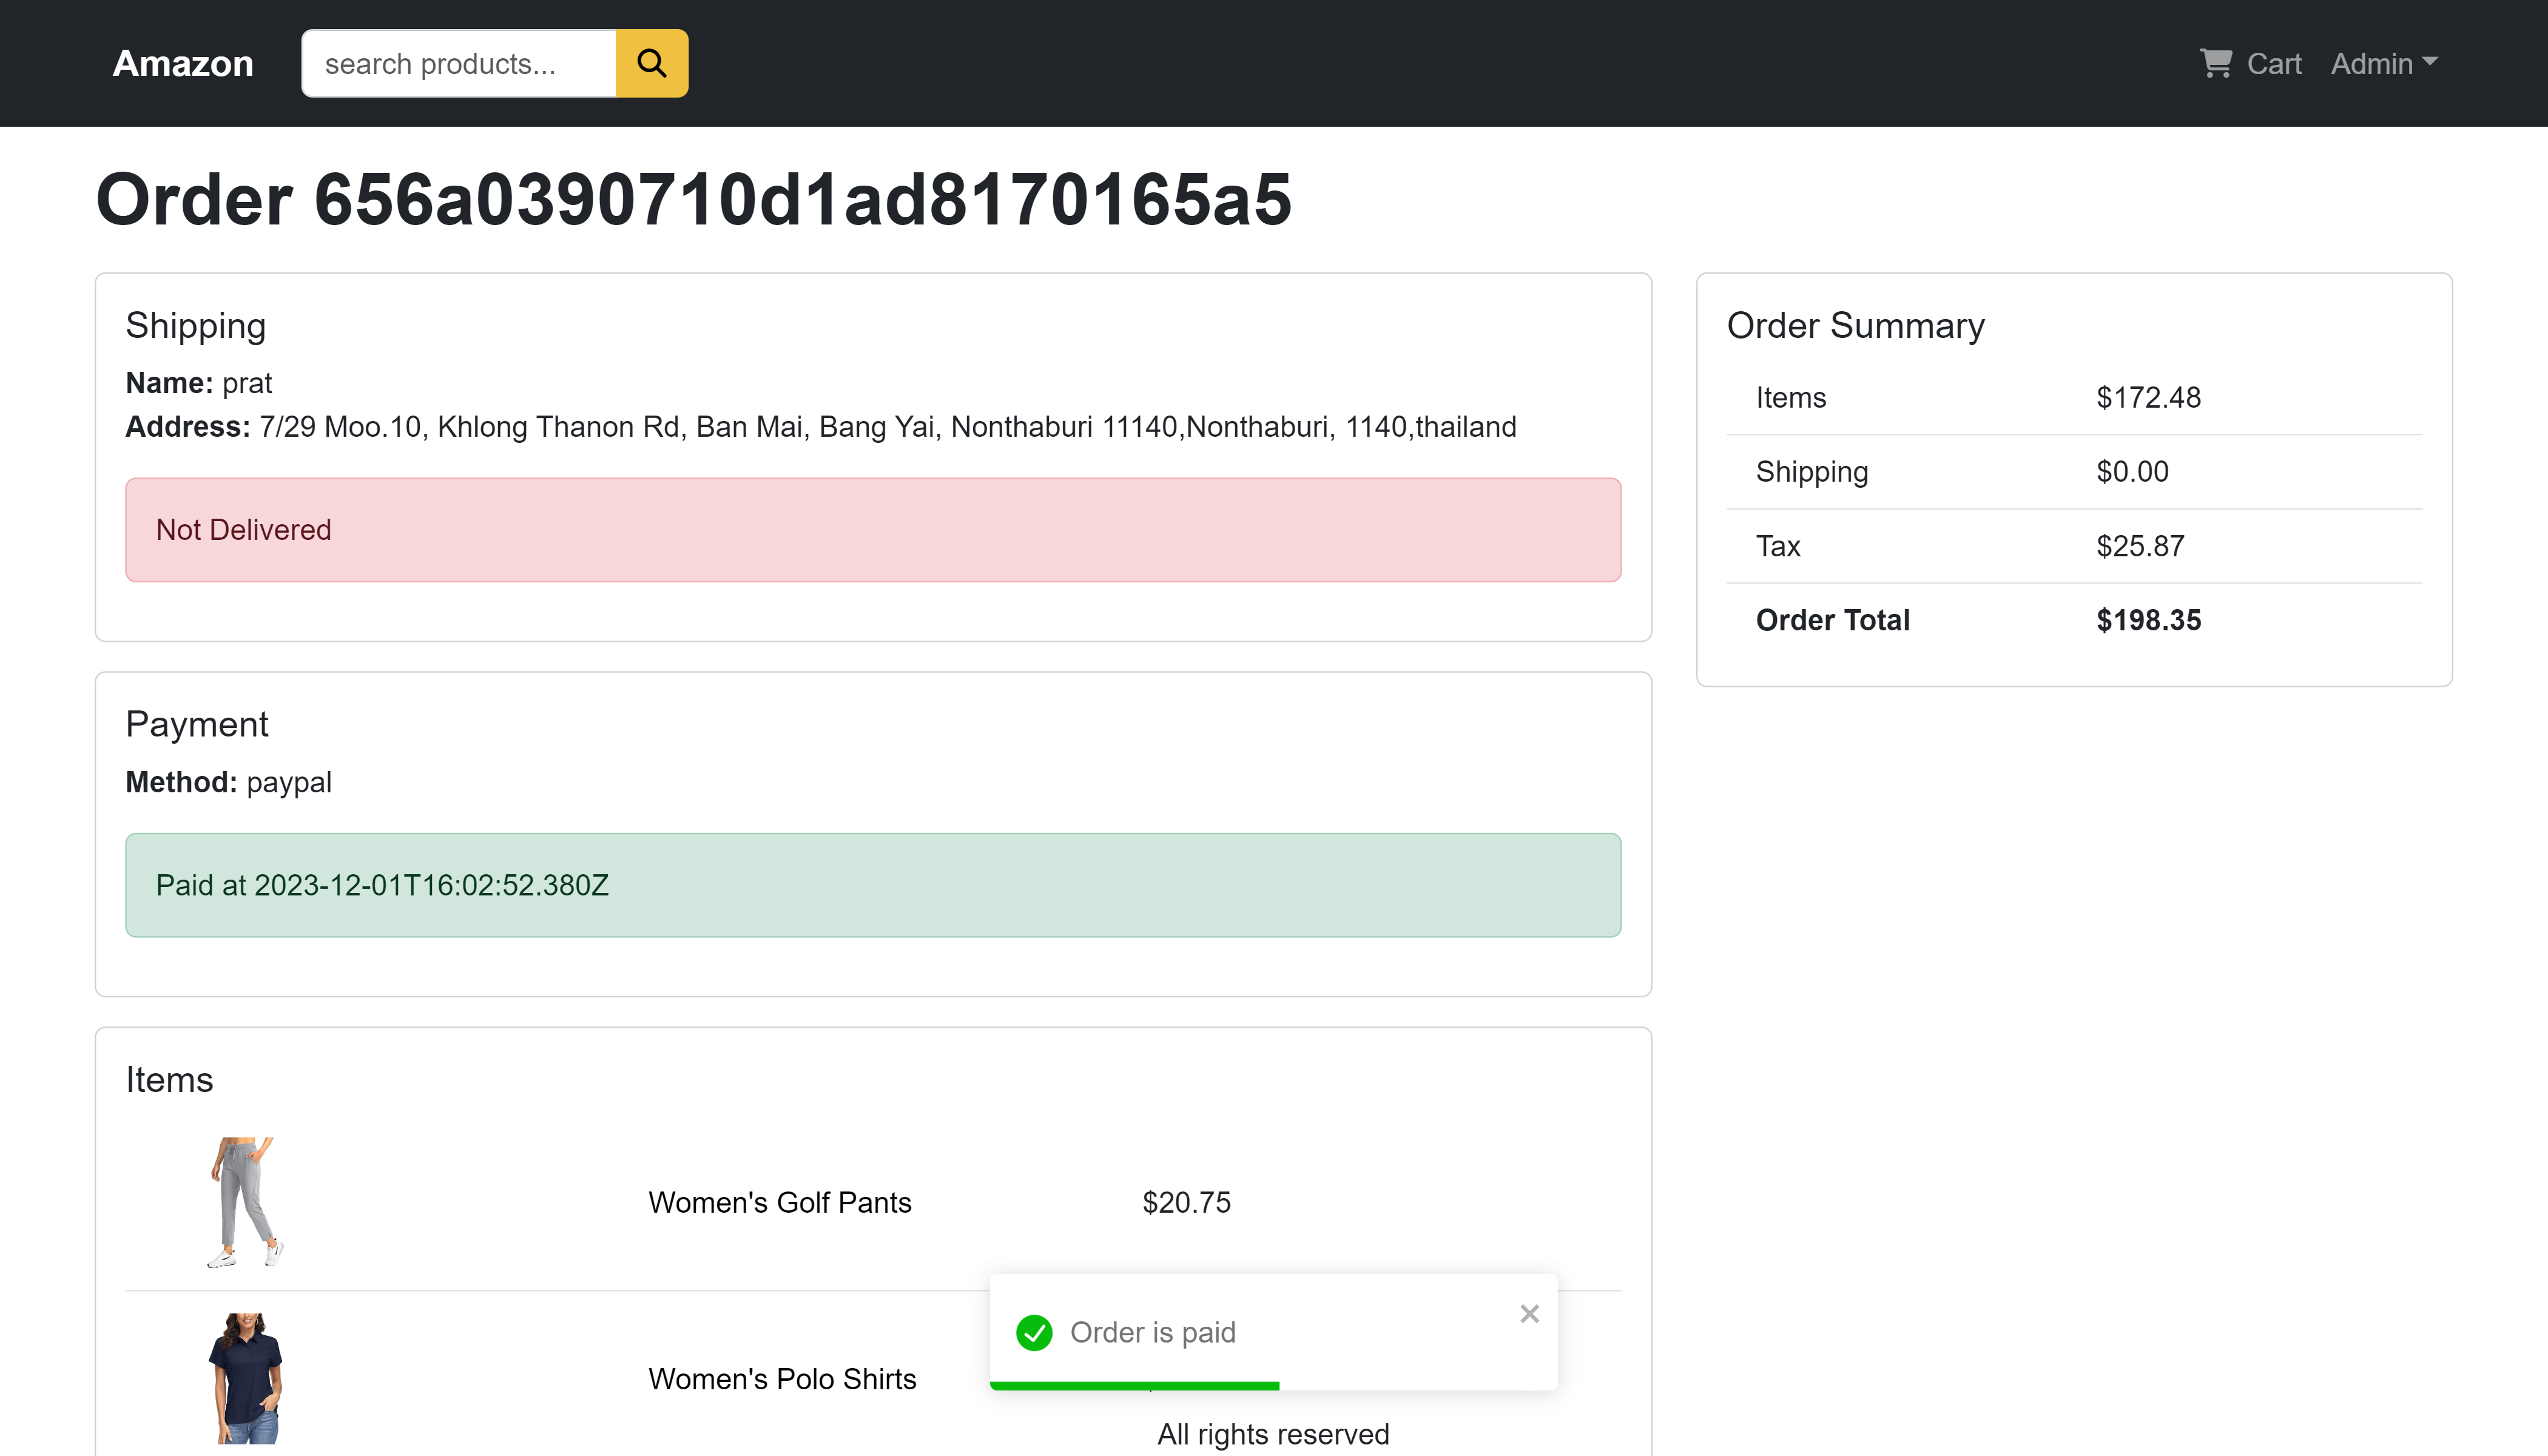 Amazon
search products...
Cart
Admin
Order 656a0390710d1ad8170165a5
Shipping
Name: prat
Address: 7/29 Moo.10, Khlong Thanon Rd, Ban Mai, Bang Yai, Nonthaburi 11140,Nonthaburi, 1140,thailand
Not Delivered
Order Summary
Items $172.48
Shipping $0.00
Tax $25.87
Order Total $198.35
Payment
Method: paypal
Paid at 2023-12-01T16:02:52.380Z
Items
Women's Golf Pants $20.75
Women's Polo Shirts
Order is paid
All rights reserved